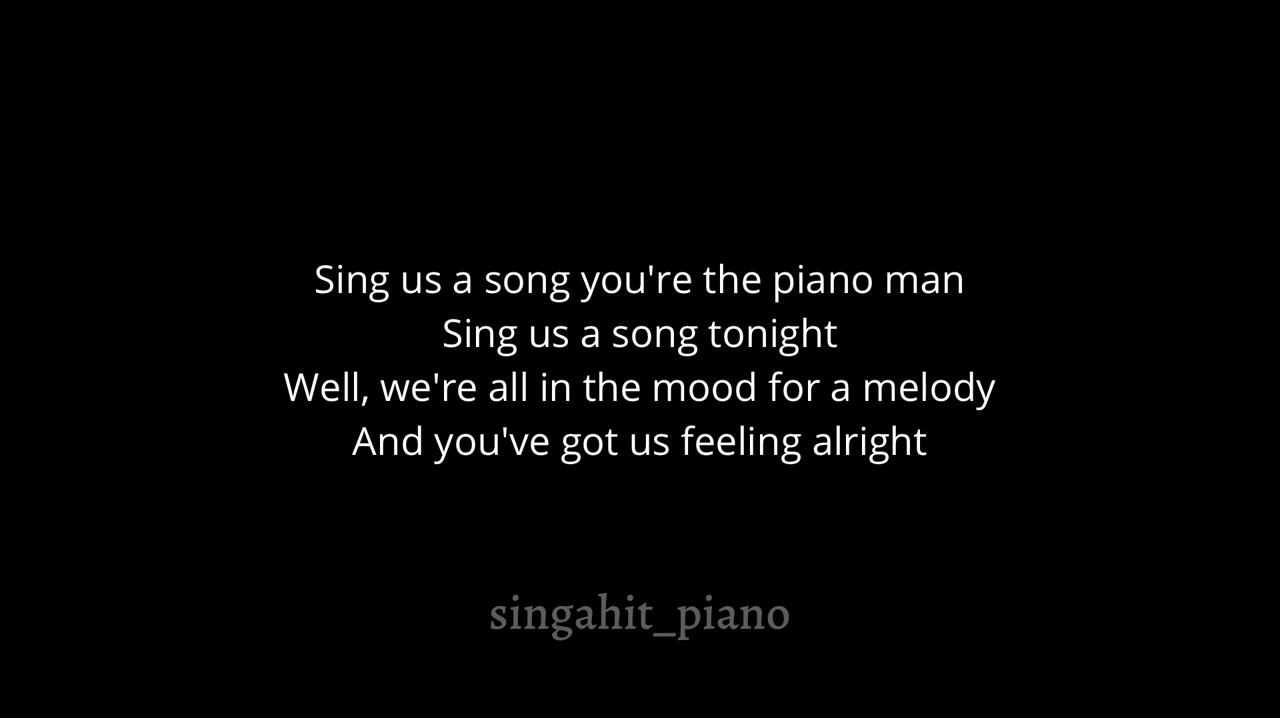 Sing us a song you're the piano man
Sing us a song tonight
Well, we're all in the mood for a melody
And you've got us feeling alright
singahit_piano